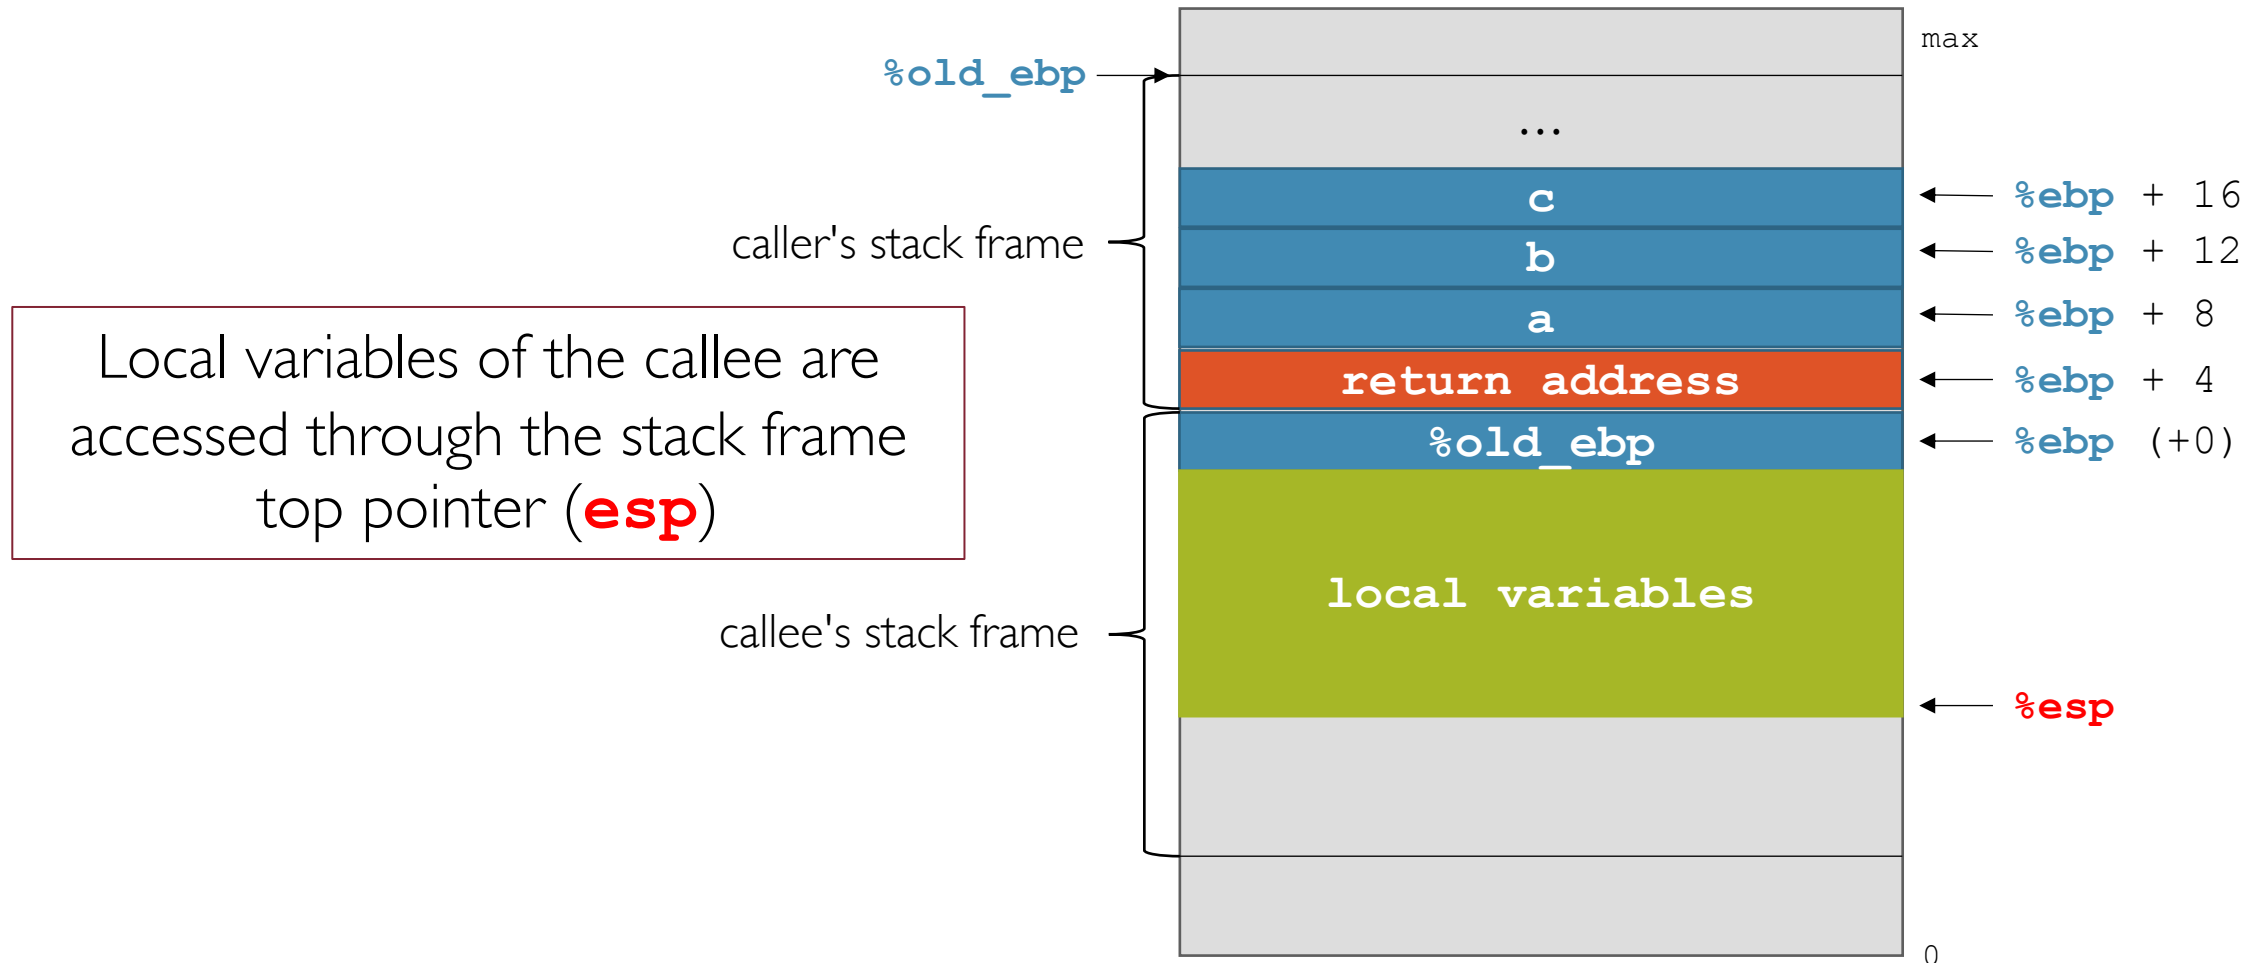 max
%old_ebp
...
c
%ebp + 16
caller's stack frame
b
%ebp + 12
a
%ebp + 8
Local variables of the callee are
accessed through the stack frame
top pointer (esp)
return address
%ebp + 4
%old_ebp
%ebp (+0)
local variables
callee's stack frame
%esp
0